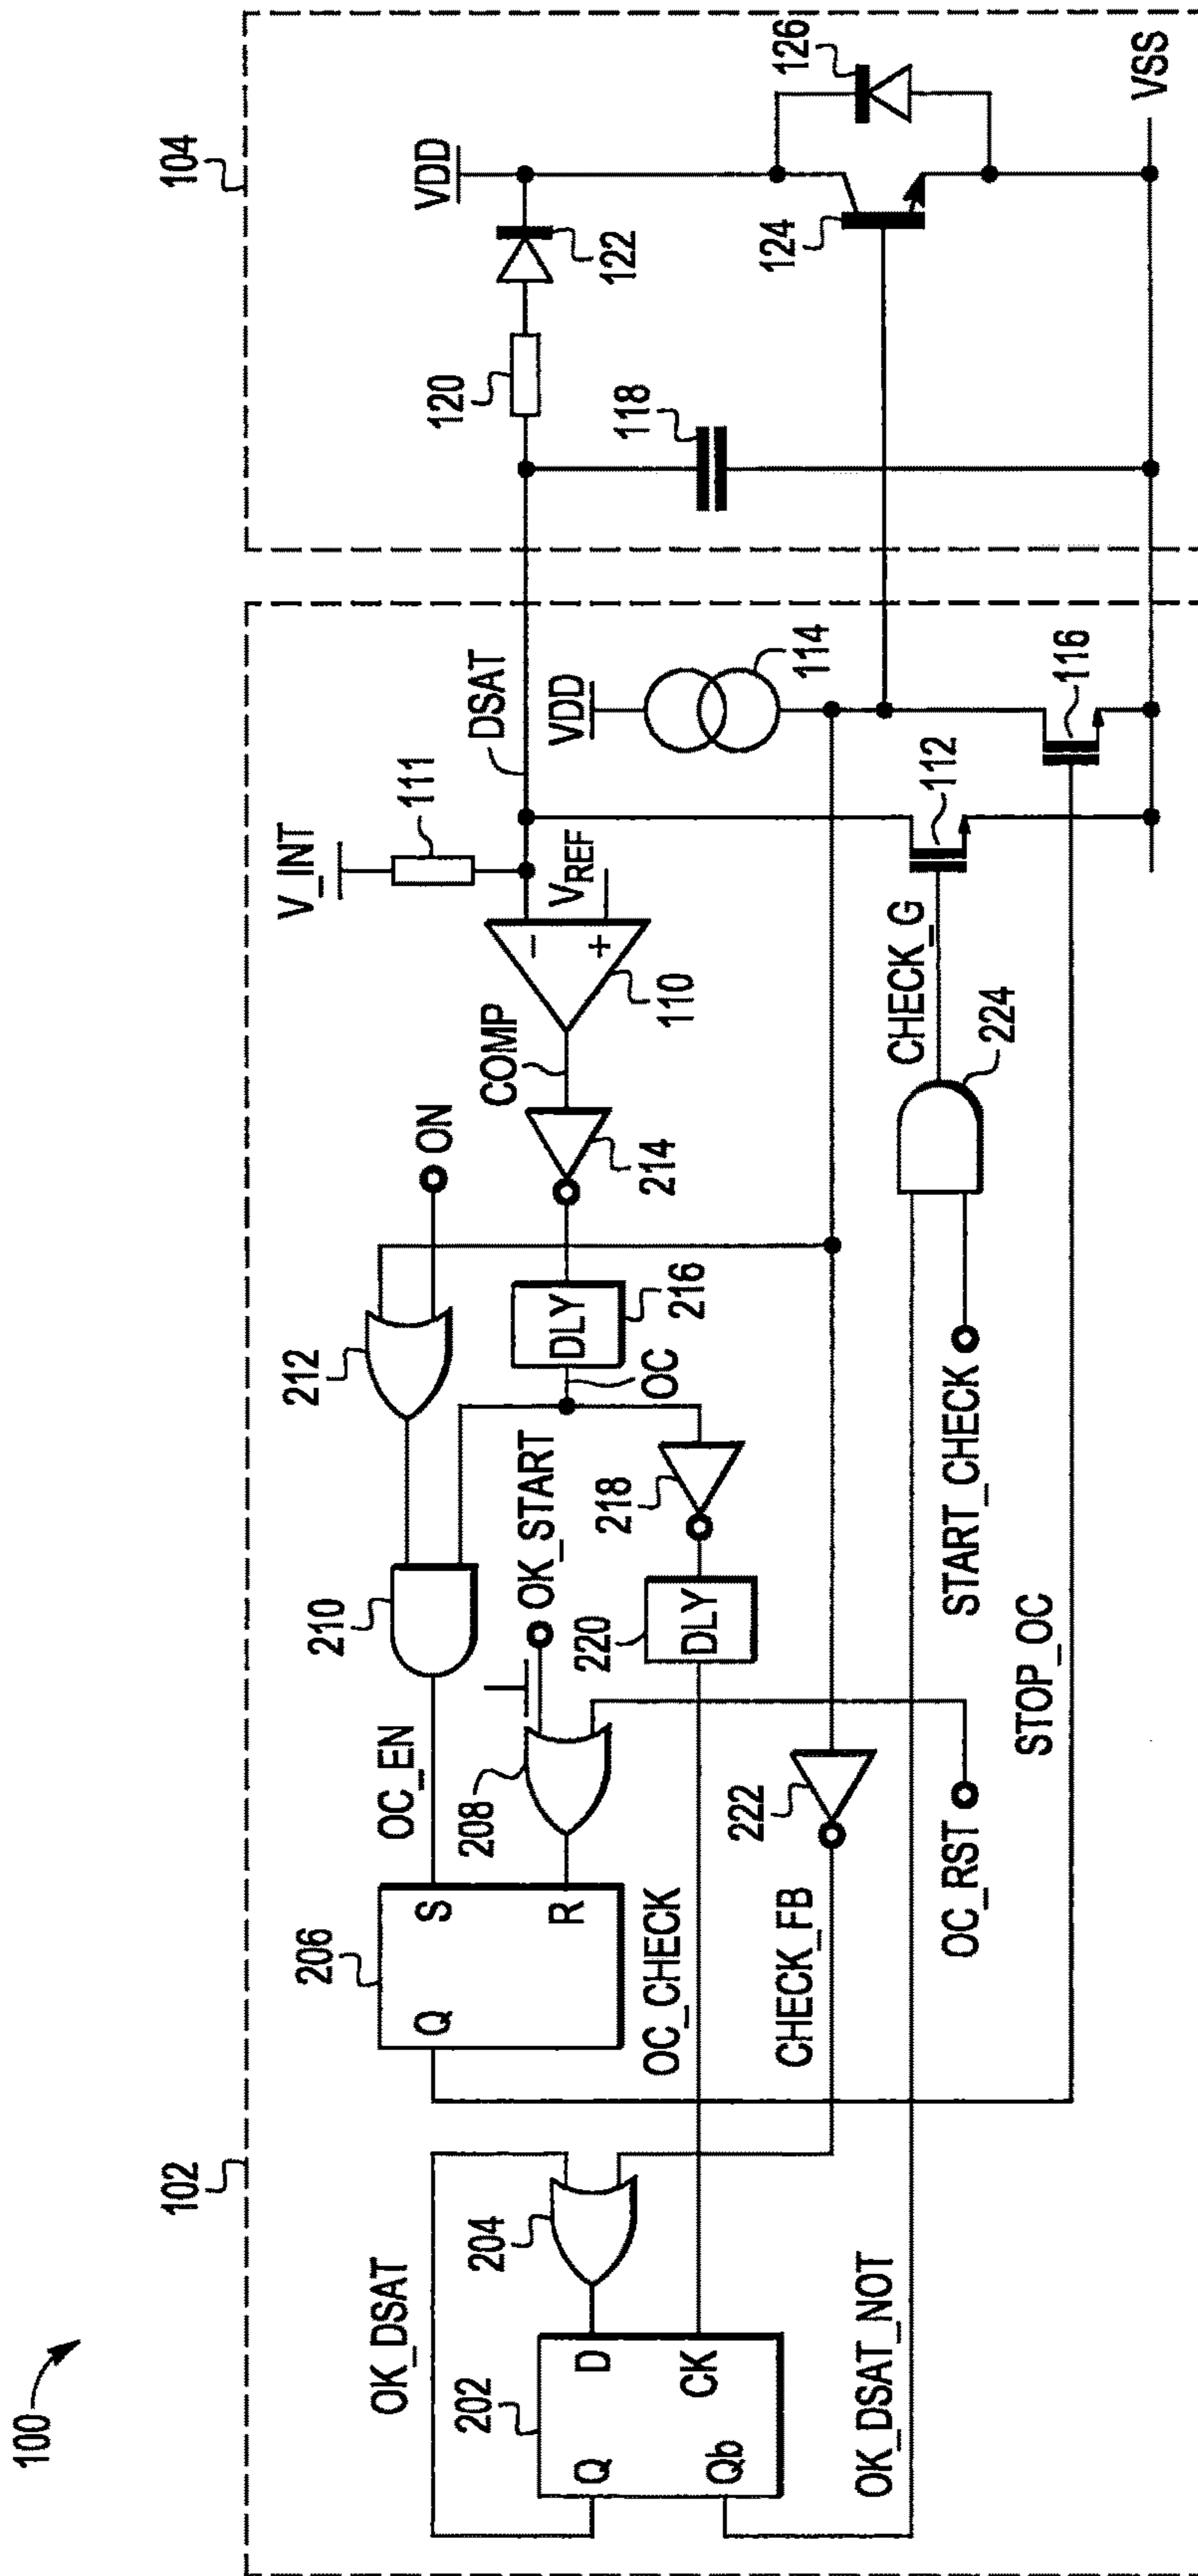 100
102
104
OK_DSAT
204
202
D
Q
CK
Qb
OK_DSAT_NOT
206
Q
S
R
OC_EN
OC_CHECK
CHECK_FB
222
208
OK_START
OC_RST
210
212
ON
218
220
DLY
OC
DLY
216
214
COMP
110
V_INT
111
VREF
−
+
DSAT
VDD
114
START_CHECK
STOP_OC
CHECK_G
224
112
116
120
122
118
VDD
124
126
VSS